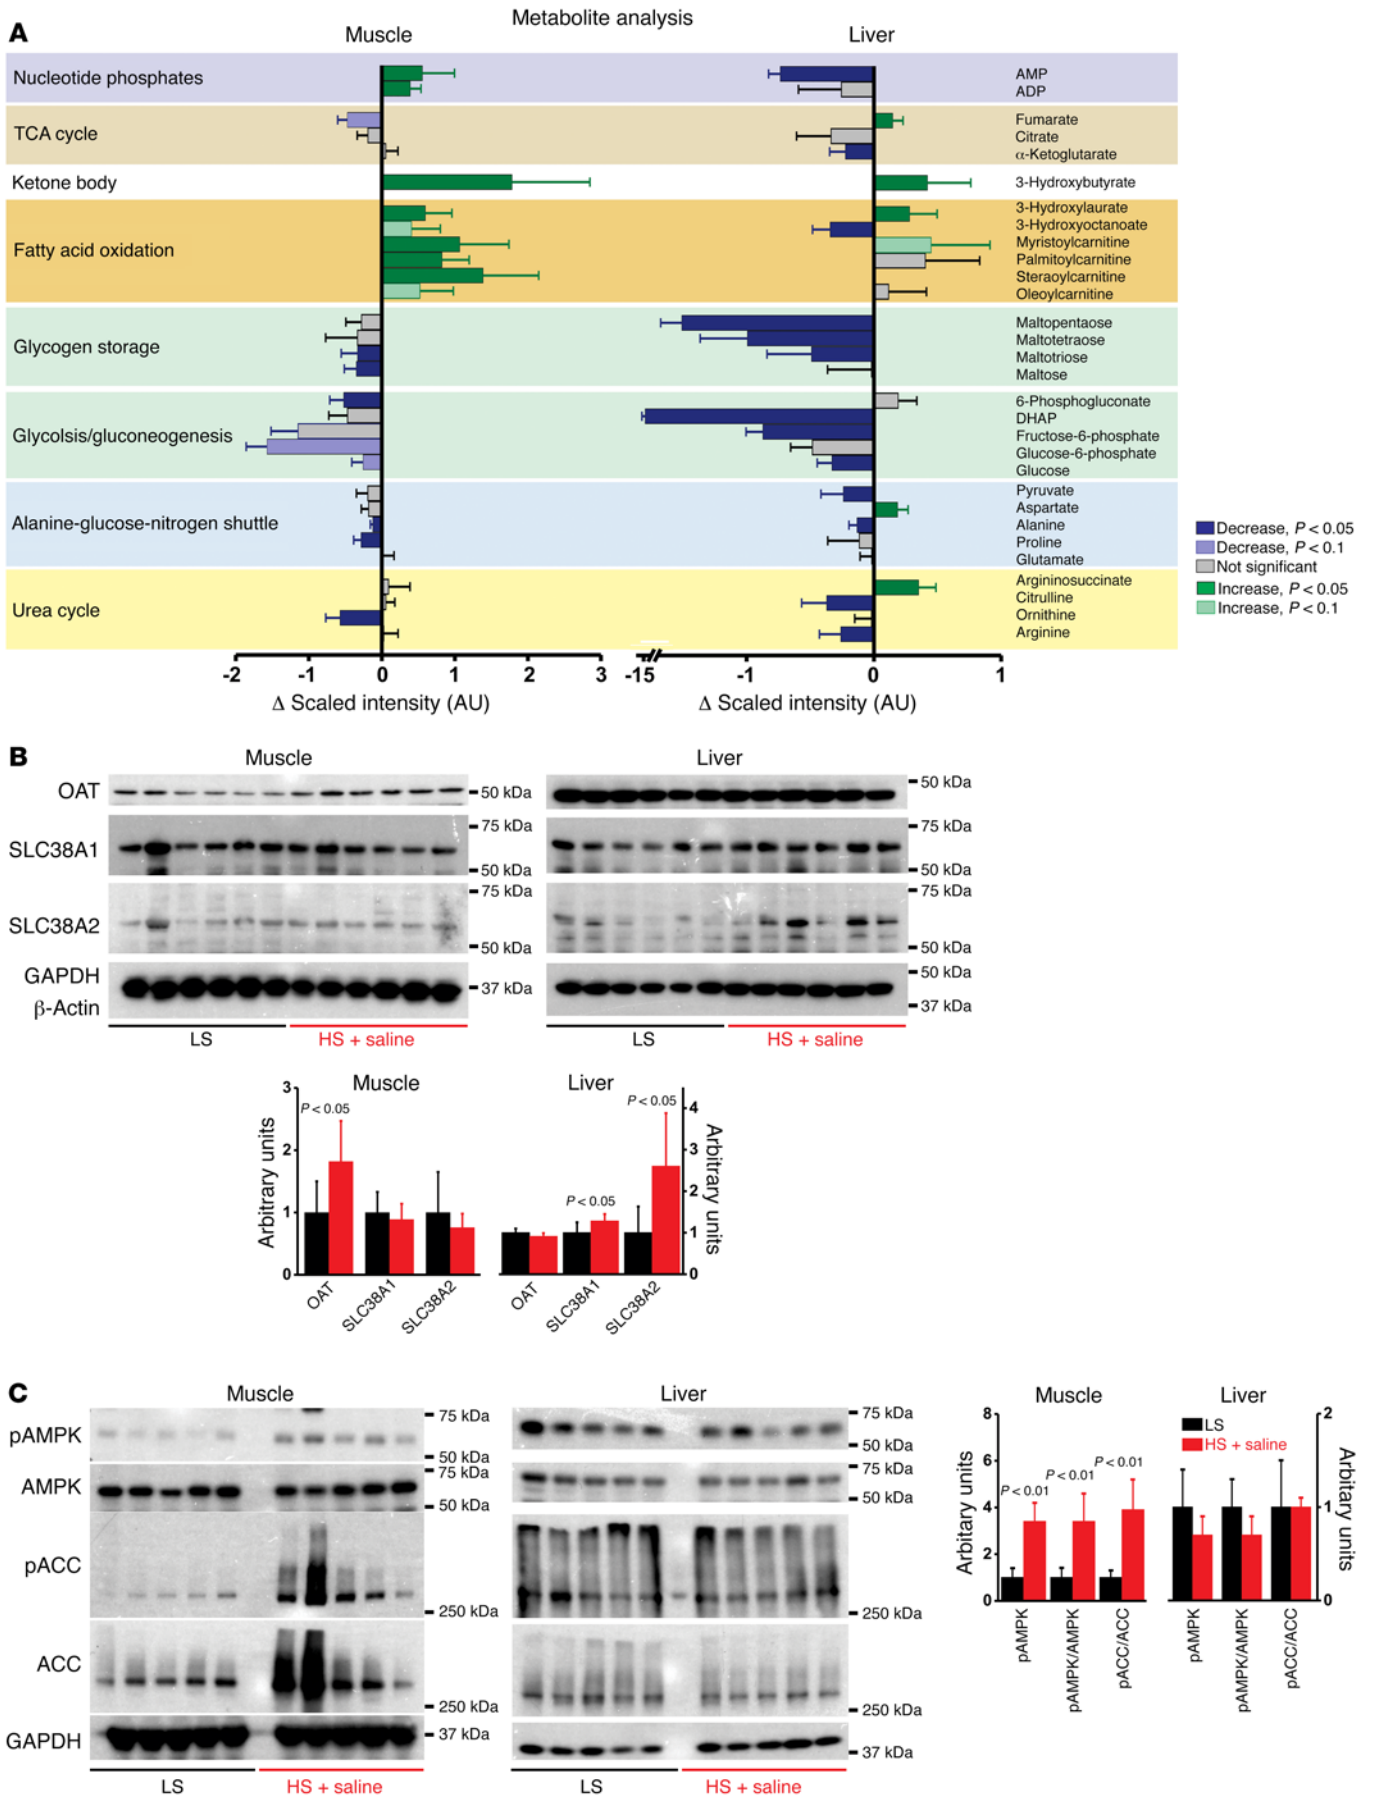 A
Metabolite analysis
Muscle
Liver
Nucleotide phosphates
AMP
ADP
TCA cycle
Fumarate
Citrate
α-Ketoglutarate
Ketone body
3-Hydroxybutyrate
Fatty acid oxidation
3-Hydroxylaurate
3-Hydroxyoctanoate
Myristoylcarnitine
Palmitoylcarnitine
Steraoylcarnitine
Oleoylcarnitine
Glycogen storage
Maltopentaose
Maltotetraose
Maltotriose
Maltose
Glycolsis/gluconeogenesis
6-Phosphogluconate
DHAP
Fructose-6-phosphate
Glucose-6-phosphate
Glucose
Alanine-glucose-nitrogen shuttle
Pyruvate
Aspartate
Alanine
Proline
Glutamate
Urea cycle
Argininosuccinate
Citrulline
Ornithine
Arginine
Decrease, P < 0.05
Decrease, P < 0.1
Not significant
Increase, P < 0.05
Increase, P < 0.1
-2 -1 0 1 2 3
-15 -1 0 1
Δ Scaled intensity (AU)
Δ Scaled intensity (AU)
B
Muscle
Liver
OAT
50 kDa
50 kDa
SLC38A1
75 kDa
50 kDa
75 kDa
50 kDa
SLC38A2
75 kDa
50 kDa
75 kDa
50 kDa
GAPDH
β-Actin
37 kDa
50 kDa
37 kDa
LS
HS + saline
LS
HS + saline
Muscle
Liver
Arbitrary units
3
2
1
0
P < 0.05
OAT
SLC38A1
SLC38A2
P < 0.05
P < 0.05
OAT
SLC38A1
SLC38A2
4
3
2
1
0
Arbitrary units
C
Muscle
Liver
pAMPK
75 kDa
50 kDa
75 kDa
50 kDa
AMPK
75 kDa
50 kDa
75 kDa
50 kDa
pACC
250 kDa
250 kDa
ACC
250 kDa
250 kDa
GAPDH
37 kDa
37 kDa
LS
HS + saline
LS
HS + saline
Muscle
Liver
Arbitary units
8
6
4
2
0
P < 0.01
P < 0.01
P < 0.01
pAMPK
pAMPK/AMPK
pACC/ACC
LS
HS + saline
pAMPK
pAMPK/AMPK
pACC/ACC
2
1
0
Arbitary units